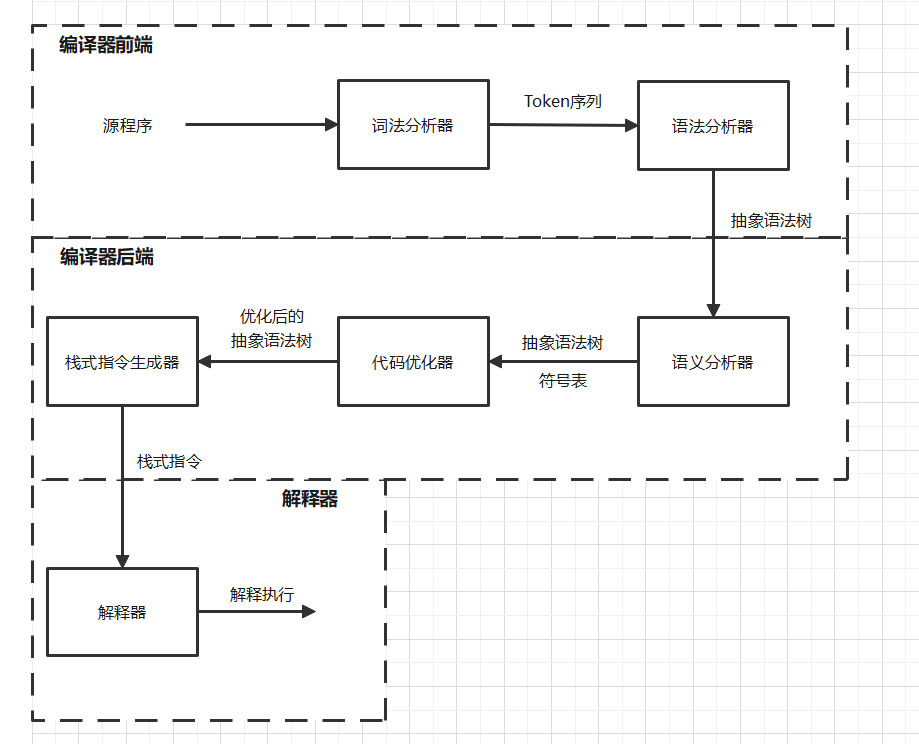 编译器前端
源程序
词法分析器
Token序列
语法分析器
抽象语法树
编译器后端
栈式指令生成器
优化后的
抽象语法树
代码优化器
抽象语法树
符号表
语义分析器
栈式指令
解释器
解释器
解释执行